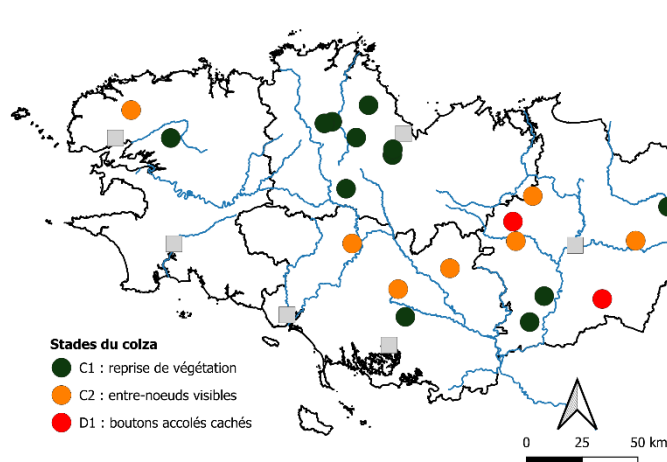 Stades du colza
C1 : reprise de végétation
C2 : entre-noeuds visibles
D1 : boutons accolés cachés
0 25 50 km